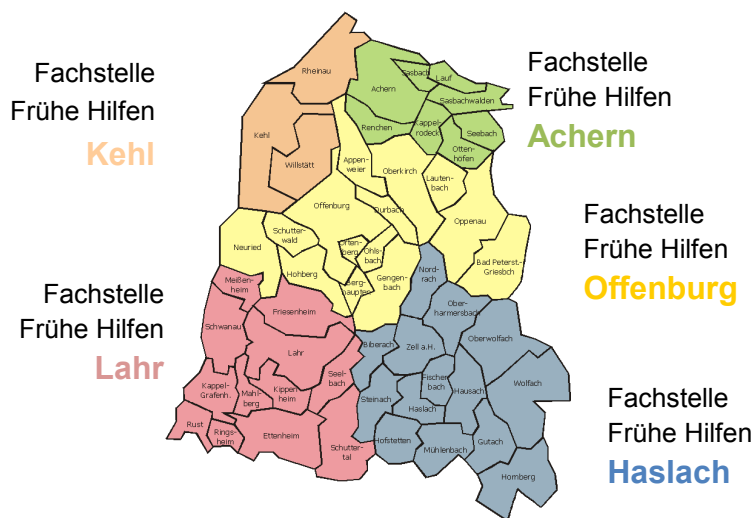 Fachstelle
Frühe Hilfen
Kehl
Fachstelle
Frühe Hilfen
Achern
Fachstelle
Frühe Hilfen
Offenburg
Fachstelle
Frühe Hilfen
Lahr
Fachstelle
Frühe Hilfen
Haslach
Rheinau
Kehl
Willstätt
Achern
Sasbach
Lauf
Sasbachwalden
Renchen
Kappel-
rodeck
Seebach
Otten-
höfen
Appen-
weier
Oberkirch
Lauten-
bach
Offenburg
Durbach
Oppenau
Schutter-
wald
Neuried
Orten-
berg
Ohls-
bach
Hohberg
Berg-
haupten
Gengen-
bach
Bad Peterst.-
Griesbch
Meißen-
heim
Friesenheim
Schwanau
Lahr
Seel-
bach
Kappel-
Grafenh.
Mahl-
berg
Kippen
heim
Rust
Rings-
heim
Ettenheim
Schutter-
tal
Nord-
rach
Ober-
harmersbach
Biberach
Zell a.H.
Oberwolfach
Fischer-
bach
Steinach
Hausach
Wolfach
Haslach
Hofstetten
Mühlenbach
Gutach
Hornberg